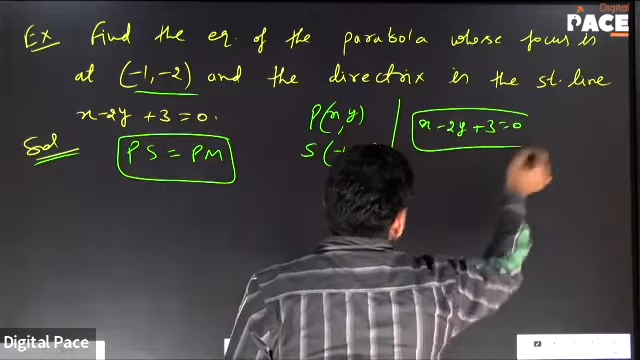 Digital
PACE
Ex Find the eq. of the parabola whose focus is
at (-1,-2) and the directrix is the st. line
x-2y+3=0.
P(x,y)
x-2y+3=0
Sol
PS = PM
S(-1
Digital Pace